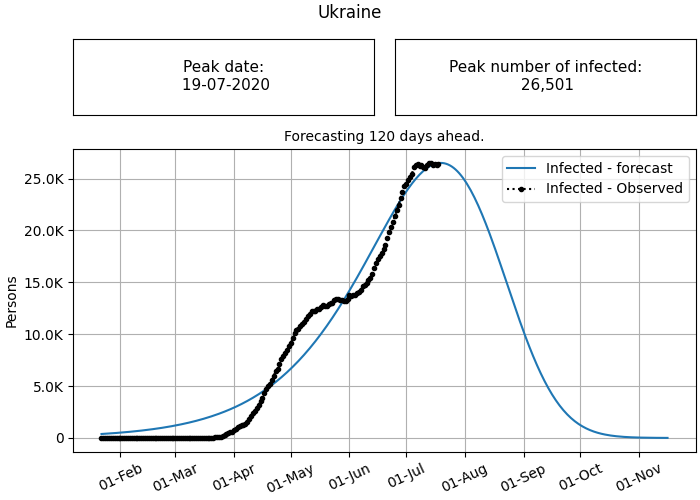 Ukraine
Peak date:
19-07-2020
Peak number of infected:
26,501
Forecasting 120 days ahead.
Infected - forecast
Infected - Observed
Persons
25.0K
20.0K
15.0K
10.0K
5.0K
0
01-Feb
01-Mar
01-Apr
01-May
01-Jun
01-Jul
01-Aug
01-Sep
01-Oct
01-Nov